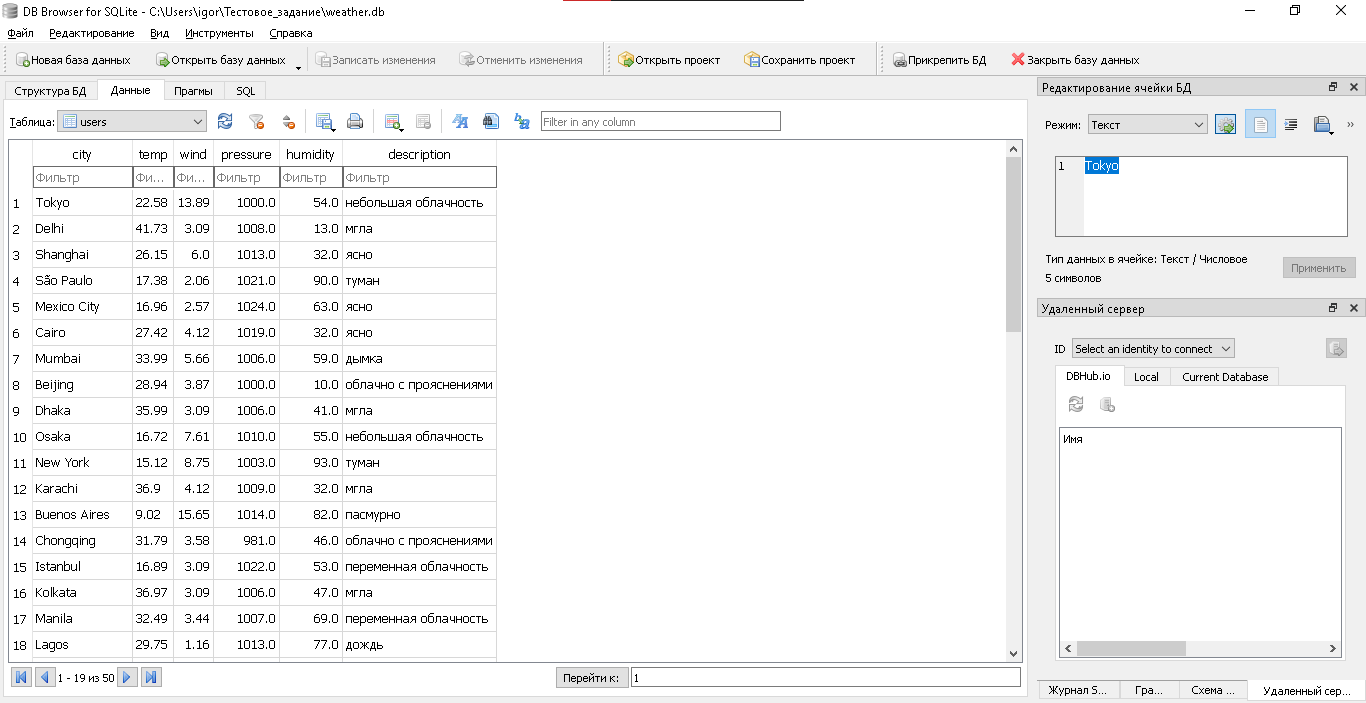 DB Browser for SQLite - C:\Users\igor\Тестовое_задание\weather.db
Файл Редактирование Вид Инструменты Справка
Новая база данных Открыть базу данных Записать изменения Отменить изменения Открыть проект Сохранить проект Прикрепить БД Закрыть базу данных
Структура БД Данные Прагмы SQL
Таблица: users Filter in any column
city temp wind pressure humidity description
Фильтр Фи... Фи... Фильтр Фильтр Фильтр
1 Tokyo 22.58 13.89 1000.0 54.0 небольшая облачность
2 Delhi 41.73 3.09 1008.0 13.0 мгла
3 Shanghai 26.15 6.0 1013.0 32.0 ясно
4 São Paulo 17.38 2.06 1021.0 90.0 туман
5 Mexico City 16.96 2.57 1024.0 63.0 ясно
6 Cairo 27.42 4.12 1019.0 32.0 ясно
7 Mumbai 33.99 5.66 1006.0 59.0 дымка
8 Beijing 28.94 3.87 1000.0 10.0 облачно с прояснениями
9 Dhaka 35.99 3.09 1006.0 41.0 мгла
10 Osaka 16.72 7.61 1010.0 55.0 небольшая облачность
11 New York 15.12 8.75 1003.0 93.0 туман
12 Karachi 36.9 4.12 1009.0 32.0 мгла
13 Buenos Aires 9.02 15.65 1014.0 82.0 пасмурно
14 Chongqing 31.79 3.58 981.0 46.0 облачно с прояснениями
15 Istanbul 16.89 3.09 1022.0 53.0 переменная облачность
16 Kolkata 36.97 3.09 1006.0 47.0 мгла
17 Manila 32.49 3.44 1007.0 69.0 переменная облачность
18 Lagos 29.75 1.16 1013.0 77.0 дождь
1 - 19 из 50 Перейти к: 1
Редактирование ячейки БД
Режим: Текст
1 Tokyo
Тип данных в ячейке: Текст / Числовое
5 символов
Применить
Удаленный сервер
ID Select an identity to connect
DBHub.io Local Current Database
Имя
Журнал S... Гра... Схема ... Удаленный сер...